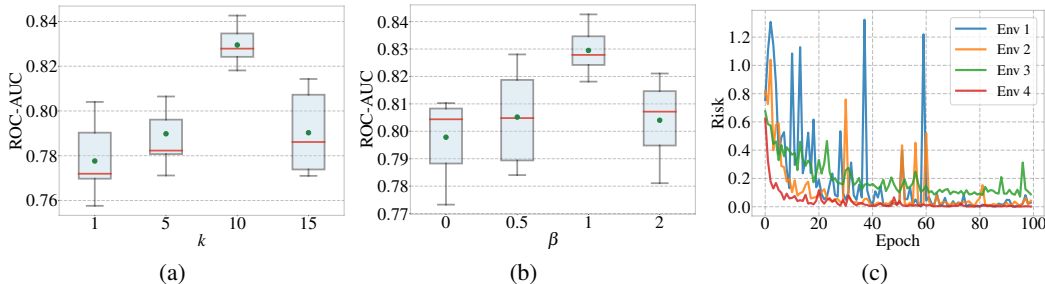 0.84
0.82
0.80
0.78
0.76
ROC-AUC
1
5
10
15
k
(a)
0.84
0.83
0.82
0.81
0.80
0.79
0.78
0.77
ROC-AUC
0
0.5
1
2
β
(b)
1.2
1.0
0.8
0.6
0.4
0.2
0.0
Risk
Env 1
Env 2
Env 3
Env 4
0
20
40
60
80
100
Epoch
(c)